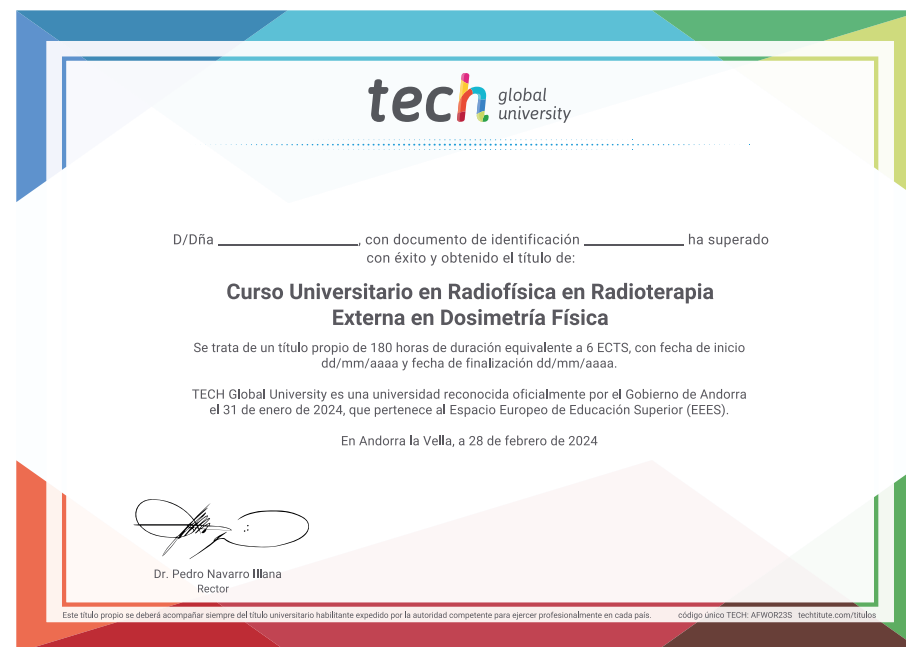 tech global university
D/Dña ____________________, con documento de identificación ______________ ha superado
con éxito y obtenido el título de:
Curso Universitario en Radiofísica en Radioterapia
Externa en Dosimetría Física
Se trata de un título propio de 180 horas de duración equivalente a 6 ECTS, con fecha de inicio
dd/mm/aaaa y fecha de finalización dd/mm/aaaa.
TECH Global University es una universidad reconocida oficialmente por el Gobierno de Andorra
el 31 de enero de 2024, que pertenece al Espacio Europeo de Educación Superior (EEES).
En Andorra la Vella, a 28 de febrero de 2024
Dr. Pedro Navarro Illana
Rector
Este título propio se deberá acompañar siempre del título universitario habilitante expedido por la autoridad competente para ejercer profesionalmente en cada país. código único TECH: AFWOR23S techtitute.com/titulos